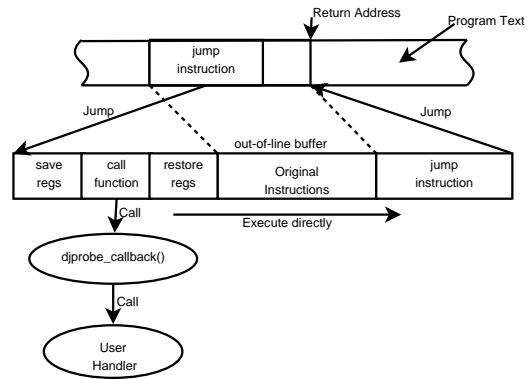 Return Address
Program Text
jump
instruction
Jump
Jump
out-of-line buffer
save
regs
call
function
restore
regs
Original
Instructions
jump
instruction
Call
Execute directly
djprobe_callback()
Call
User
Handler